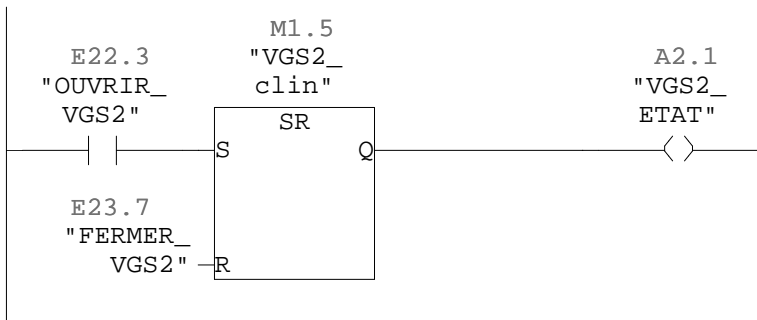 M1.5
E22.3
"VGS2_
A2.1
"OUVRIR_
clin"
"VGS2_
VGS2"
SR
ETAT"
S
Q
E23.7
"FERMER_
VGS2"
R